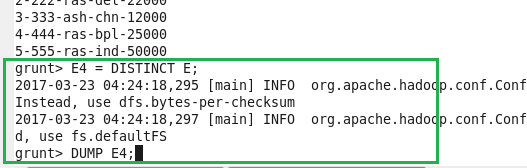 2-222-ras-del-22000
3-333-ash-chn-12000
4-444-ras-bpl-25000
5-555-ras-ind-50000
grunt> E4 = DISTINCT E;
2017-03-23 04:24:18,295 [main] INFO  org.apache.hadoop.conf.Conf
Instead, use dfs.bytes-per-checksum
2017-03-23 04:24:18,297 [main] INFO  org.apache.hadoop.conf.Conf
d, use fs.defaultFS
grunt> DUMP E4;